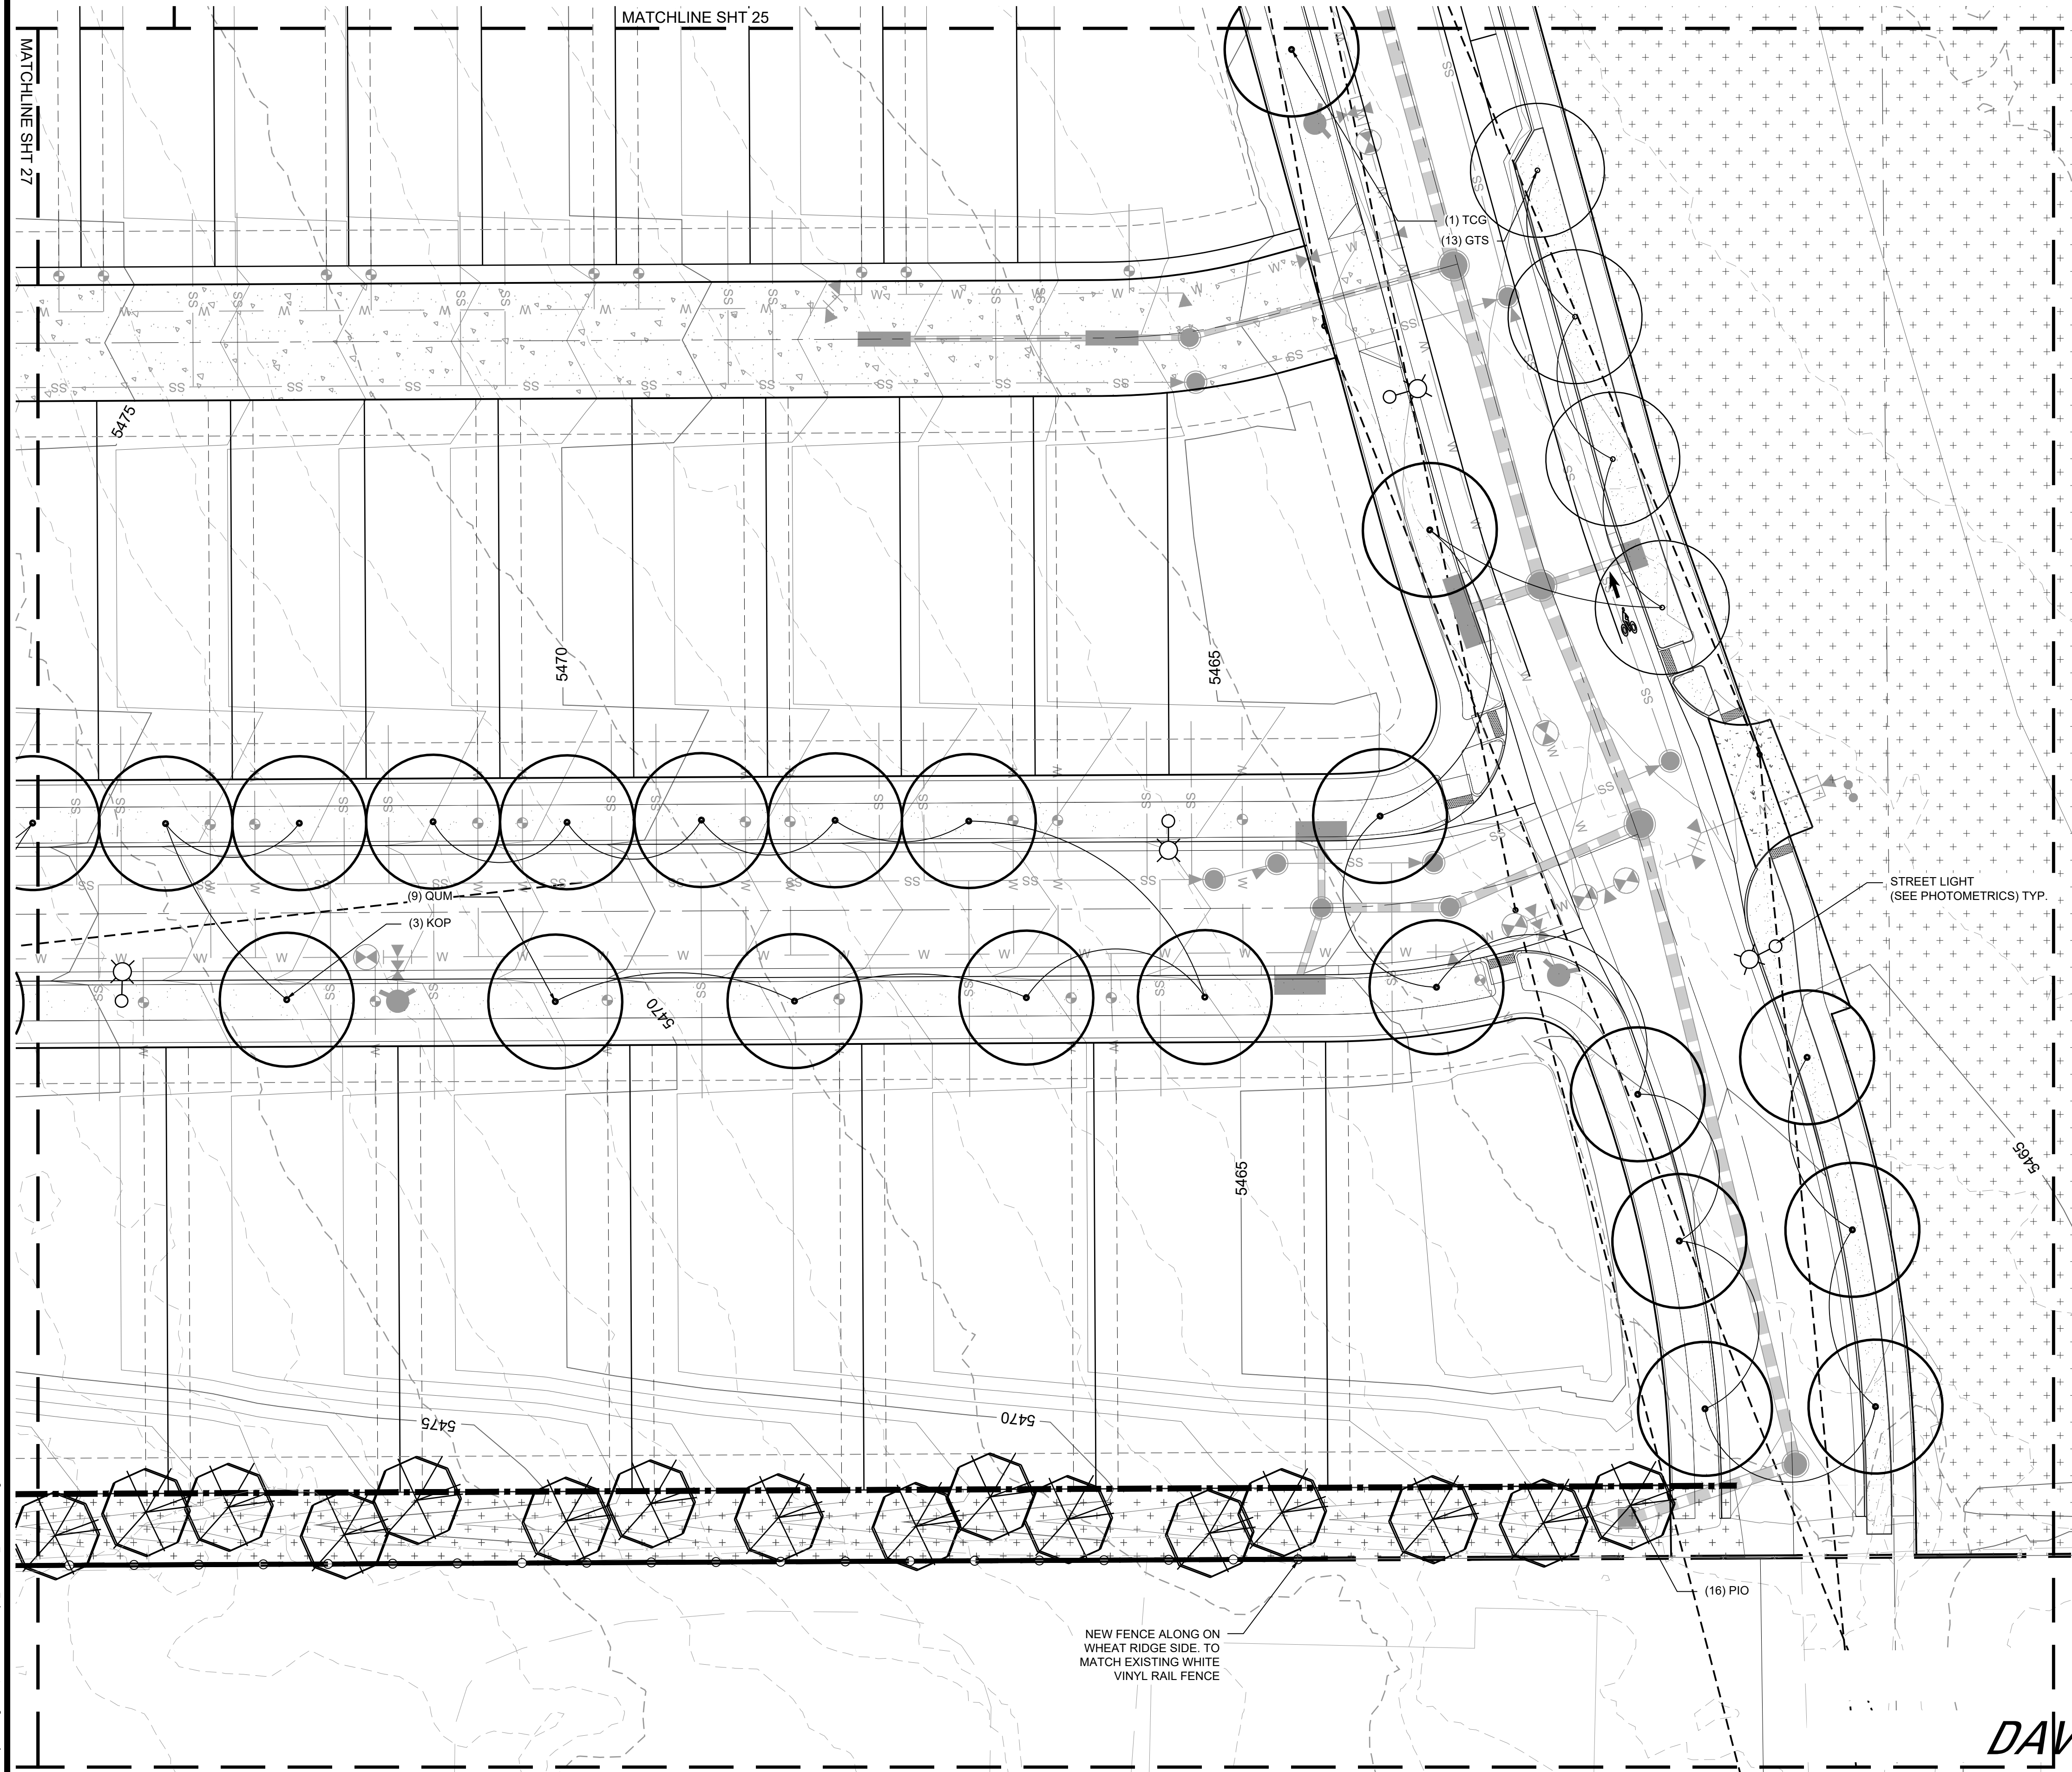 MATCHLINE SHT 25
MATCHLINE SHT 27
(1) TCG
(13) GTS
5475
5470
5465
(9) QUM
(3) KOP
STREET LIGHT
(SEE PHOTOMETRICS) TYP.
5470
5465
5465
5475
5470
(16) PIO
NEW FENCE ALONG ON
WHEAT RIDGE SIDE. TO
MATCH EXISTING WHITE
VINYL RAIL FENCE
DAV